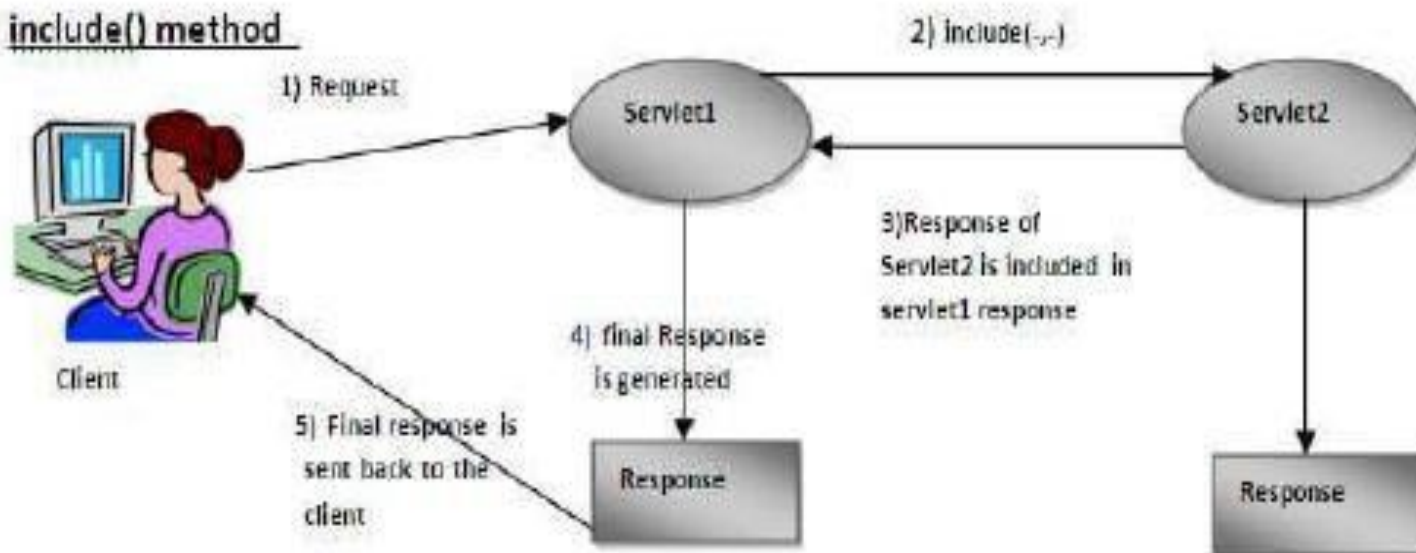 include() method
1) Request
2) include(-,-)
Servlet1
Servlet2
3)Response of
Servlet2 is included in
servlet1 response
4) final Response
is generated
Client
5) Final response is
sent back to the
client
Response
Response